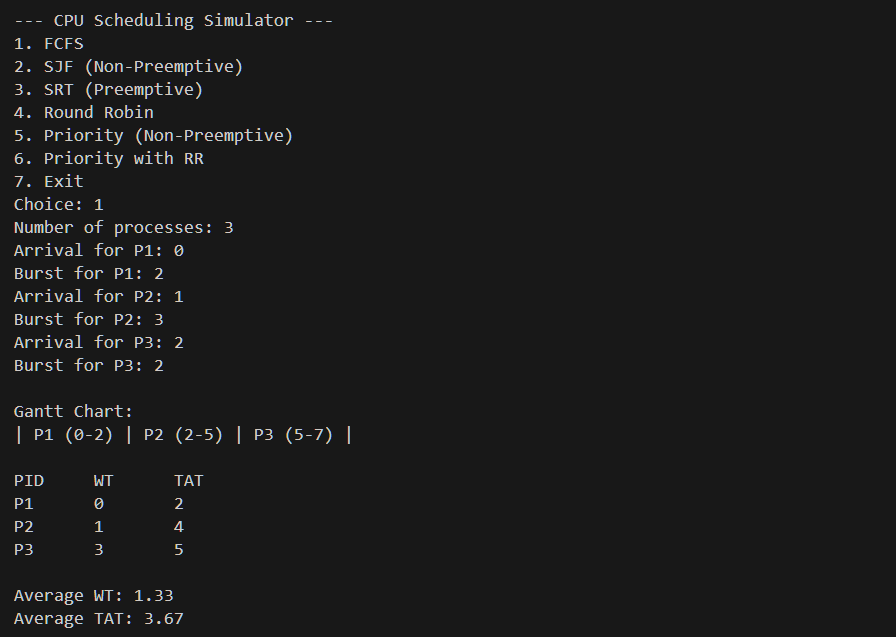 --- CPU Scheduling Simulator ---
1. FCFS
2. SJF (Non-Preemptive)
3. SRT (Preemptive)
4. Round Robin
5. Priority (Non-Preemptive)
6. Priority with RR
7. Exit
Choice: 1
Number of processes: 3
Arrival for P1: 0
Burst for P1: 2
Arrival for P2: 1
Burst for P2: 3
Arrival for P3: 2
Burst for P3: 2

Gantt Chart:
| P1 (0-2) | P2 (2-5) | P3 (5-7) |

PID     WT      TAT
P1      0       2
P2      1       4
P3      3       5

Average WT: 1.33
Average TAT: 3.67